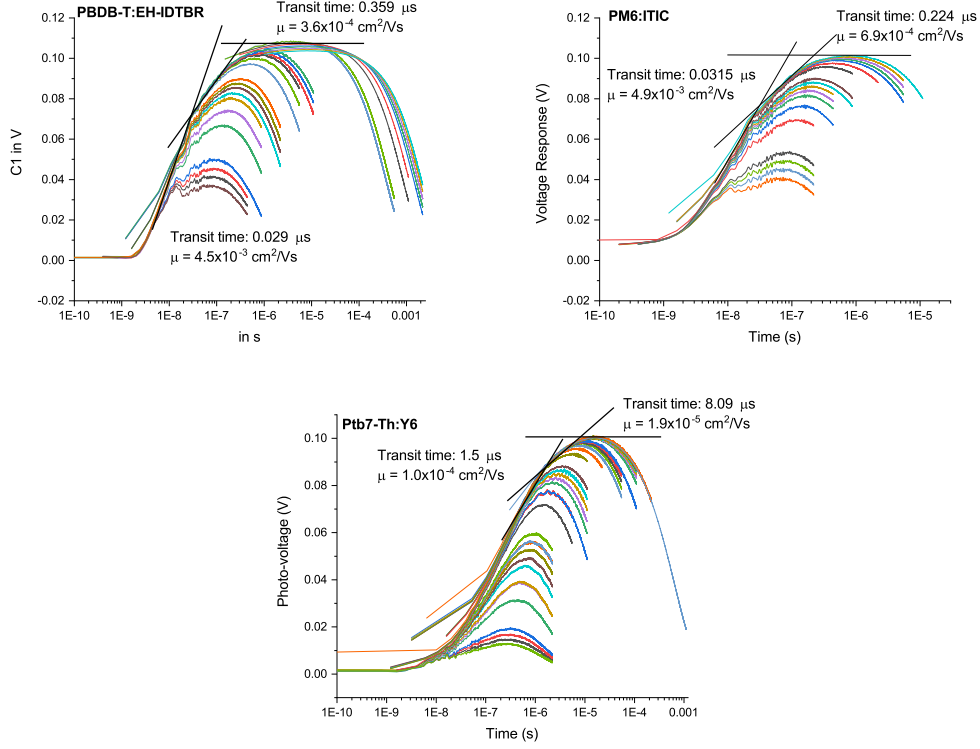 PBDB-T:EH-IDTBR
Transit time: 0.359 μs
μ = 3.6x10⁻⁴ cm²/Vs
Transit time: 0.029 μs
μ = 4.5x10⁻³ cm²/Vs
C1 in V
0.12
0.10
0.08
0.06
0.04
0.02
0.00
-0.02
1E-10 1E-9 1E-8 1E-7 1E-6 1E-5 1E-4 0.001
in s
PM6:ITIC
Transit time: 0.224 μs
μ = 6.9x10⁻⁴ cm²/Vs
Transit time: 0.0315 μs
μ = 4.9x10⁻³ cm²/Vs
Voltage Response (V)
0.12
0.10
0.08
0.06
0.04
0.02
0.00
-0.02
1E-10 1E-9 1E-8 1E-7 1E-6 1E-5
Time (s)
Ptb7-Th:Y6
Transit time: 8.09 μs
μ = 1.9x10⁻⁵ cm²/Vs
Transit time: 1.5 μs
μ = 1.0x10⁻⁴ cm²/Vs
Photo-voltage (V)
0.10
0.08
0.06
0.04
0.02
0.00
1E-10 1E-9 1E-8 1E-7 1E-6 1E-5 1E-4 0.001
Time (s)